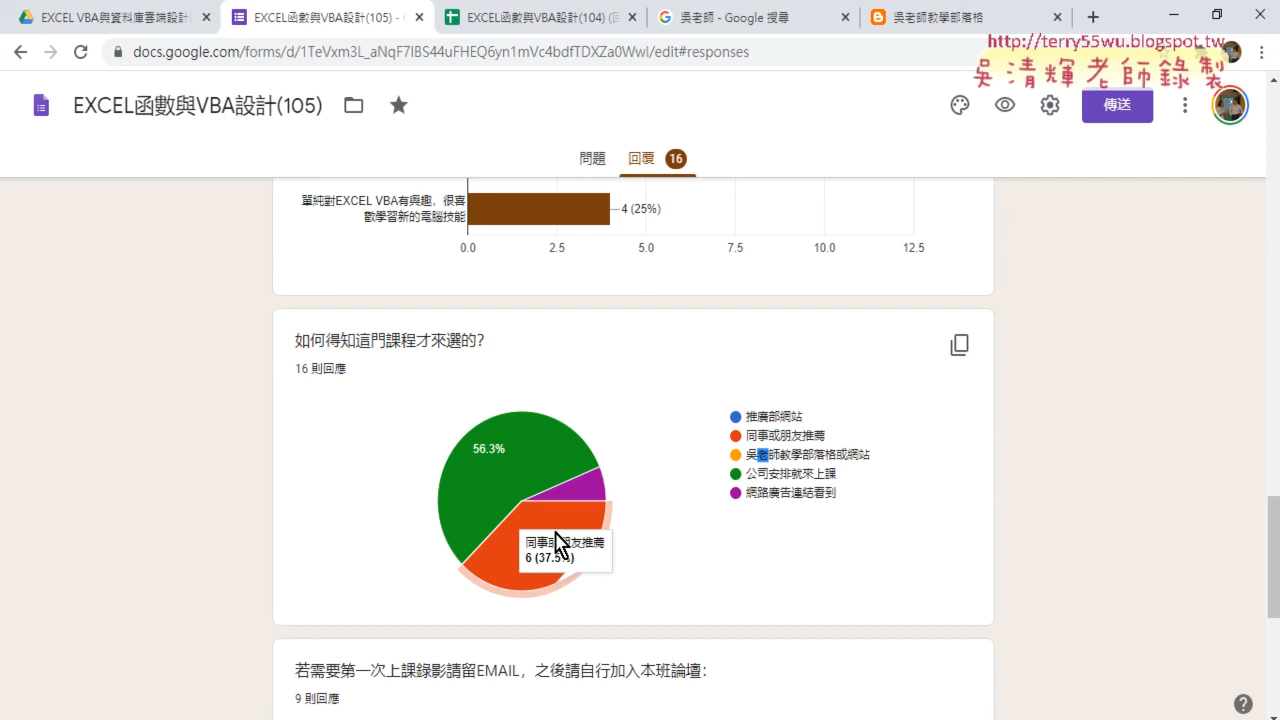 EXCEL VBA與資料庫雲端設計
EXCEL函數與VBA設計(105) -
EXCEL函數與VBA設計(104) (
吳老師 - Google 搜尋
吳老師教學部落格
docs.google.com/forms/d/1TeVxm3L_aNqF7IBS44uFHEQ6yn1mVc4bdfTDXZa0WwI/edit#responses
http://terry55wu.blogspot.tw
吳清輝老師錄製
EXCEL函數與VBA設計(105)
傳送
問題
回覆 16
單純對EXCEL VBA有興趣，很喜
歡學習新的電腦技能
4 (25%)
0.0 2.5 5.0 7.5 10.0 12.5
如何得知這門課程才來選的?
16 則回應
推廣部網站
同事或朋友推薦
吳老師教學部落格或網站
公司安排就來上課
網路廣告連結看到
56.3%
同事或朋友推薦
6 (37.5%)
若需要第一次上課錄影請留EMAIL，之後請自行加入本班論壇：
9 則回應